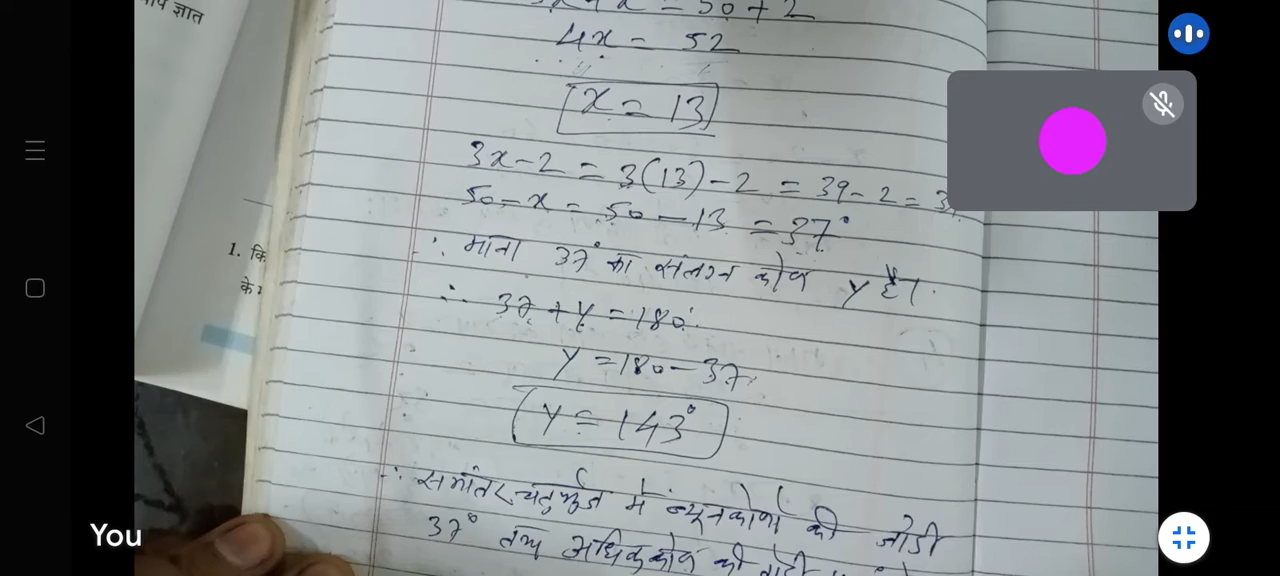 ज्ञात
4x = 52
x = 13
3x-2 = 3(13)-2 = 39-2 = 3
50-x = 50-13 = 37°
∴ माना 37° का संलग्न कोण y है।
∴ 37 + y = 180
y = 180-37
y = 143°
∴ समांतर चतुर्भुज में न्यूनकोणों की जोडी
37° तथा अधिककोण की जोडी
1. कि
के
You